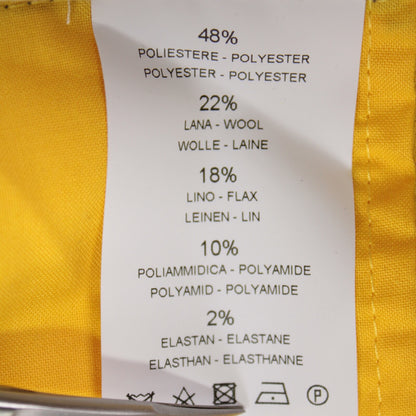 48%
POLIESTERE - POLYESTER
POLYESTER - POLYESTER
22%
LANA - WOOL
WOLLE - LAINE
18%
LINO - FLAX
LEINEN - LIN
10%
POLIAMMIDICA - POLYAMIDE
POLYAMID - POLYAMIDE
2%
ELASTAN - ELASTANE
ELASTHAN - ELASTHANNE
P